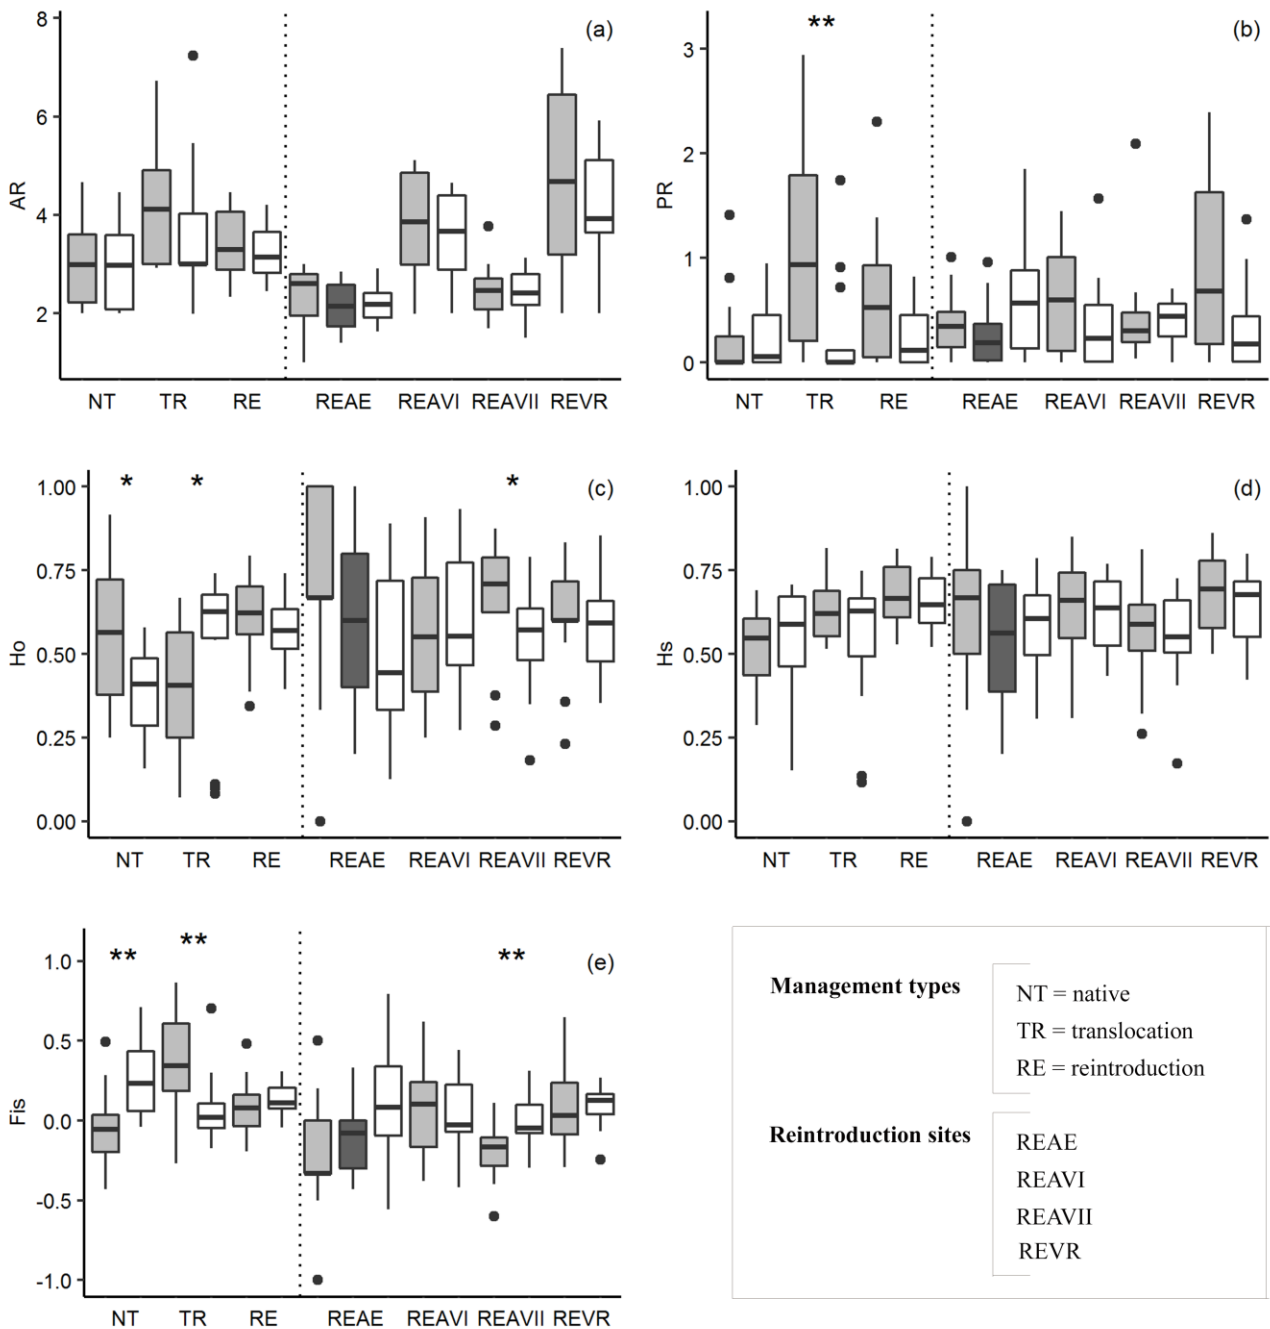 (a)
AR
8
6
4
2
NT TR RE REAE REAVI REAVII REVR
**
(b)
PR
3
2
1
0
NT TR RE REAE REAVI REAVII REVR
* * *
(c)
Ho
1.00
0.75
0.50
0.25
0.00
NT TR RE REAE REAVI REAVII REVR
(d)
Hs
1.00
0.75
0.50
0.25
0.00
NT TR RE REAE REAVI REAVII REVR
** ** **
(e)
Fis
1.0
0.5
0.0
-0.5
-1.0
NT TR RE REAE REAVI REAVII REVR
Management types
NT = native
TR = translocation
RE = reintroduction
Reintroduction sites
REAE
REAVI
REAVII
REVR